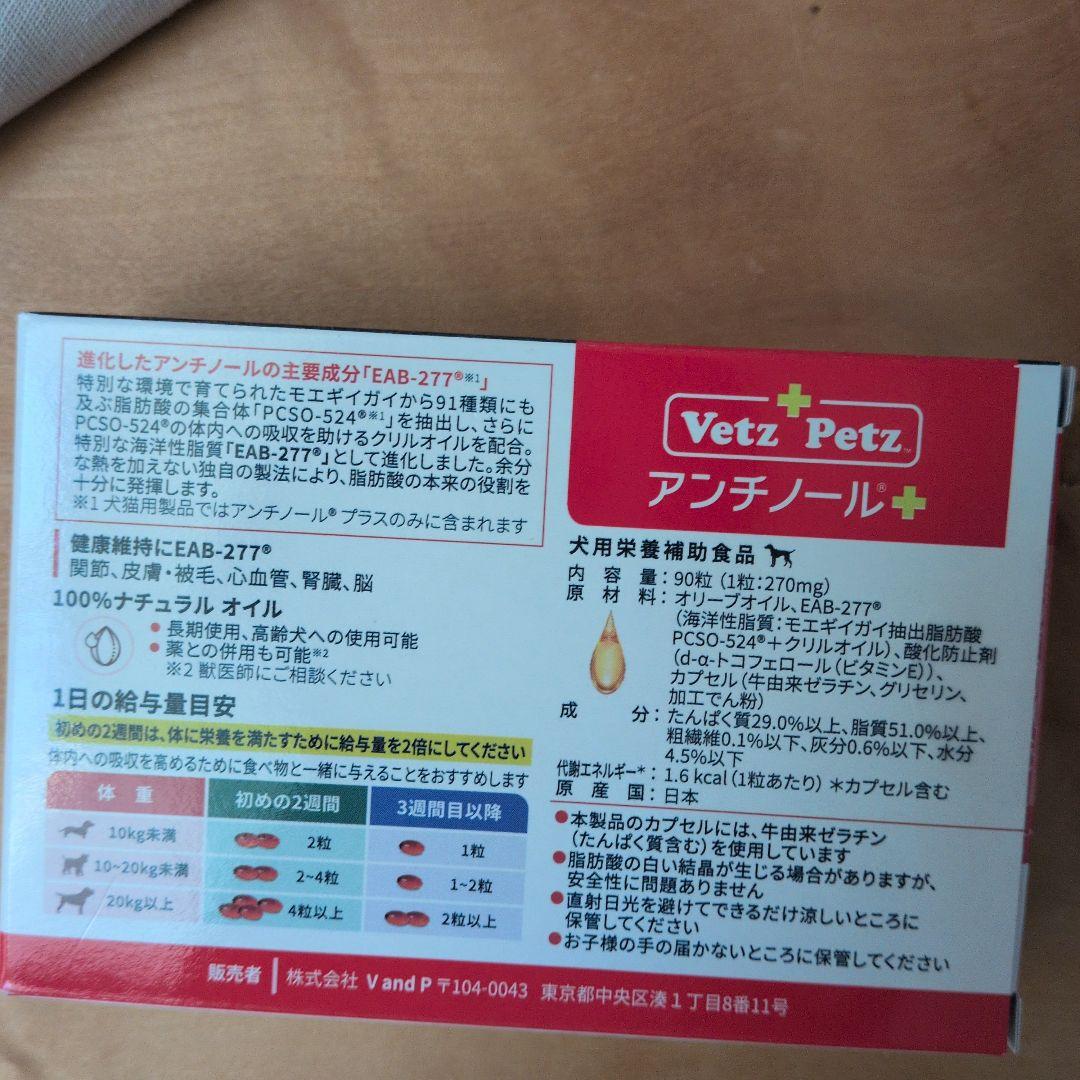 進化したアンチノールの主要成分「EAB-277®※1」
特別な環境で育てられたモエギイガイから91種類にも
及ぶ脂肪酸の集合体「PCSO-524®※1」を抽出し、さらに
PCSO-524®の体内への吸収を助けるクリルオイルを配合。
特別な海洋性脂質「EAB-277®」として進化しました。余分
な熱を加えない独自の製法により、脂肪酸の本来の役割を
十分に発揮します。
※1 犬猫用製品ではアンチノール® プラスのみに含まれます
健康維持にEAB-277®
関節、皮膚・被毛、心血管、腎臓、脳
100%ナチュラル オイル
● 長期使用、高齢犬への使用可能
● 薬との併用も可能※2
※2 獣医師にご相談ください
1日の給与量目安
初めの2週間は、体に栄養を満たすために給与量を2倍にしてください
体内への吸収を高めるために食べ物と一緒に与えることをおすすめします
体 重 初めの2週間 3週間目以降
10kg未満 2粒 1粒
10~20kg未満 2~4粒 1~2粒
20kg以上 4粒以上 2粒以上
Vetz Petz™
アンチノール®+
犬用栄養補助食品
内 容 量：90粒（1粒：270mg）
原 材 料：オリーブオイル、EAB-277®
（海洋性脂質：モエギイガイ抽出脂肪酸
PCSO-524®＋クリルオイル）、酸化防止剤
（d-α-トコフェロール（ビタミンE））、
カプセル（牛由来ゼラチン、グリセリン、
加工でん粉）
成 分：たんぱく質29.0%以上、脂質51.0%以上、
粗繊維0.1%以下、灰分0.6%以下、水分
4.5%以下
代謝エネルギー*：1.6 kcal（1粒あたり）*カプセル含む
原 産 国：日本
●本製品のカプセルには、牛由来ゼラチン
（たんぱく質含む）を使用しています
●脂肪酸の白い結晶が生じる場合がありますが、
安全性に問題ありません
●直射日光を避けてできるだけ涼しいところに
保管してください
●お子様の手の届かないところに保管してください
販売者 株式会社 V and P 〒104-0043 東京都中央区湊1丁目8番11号